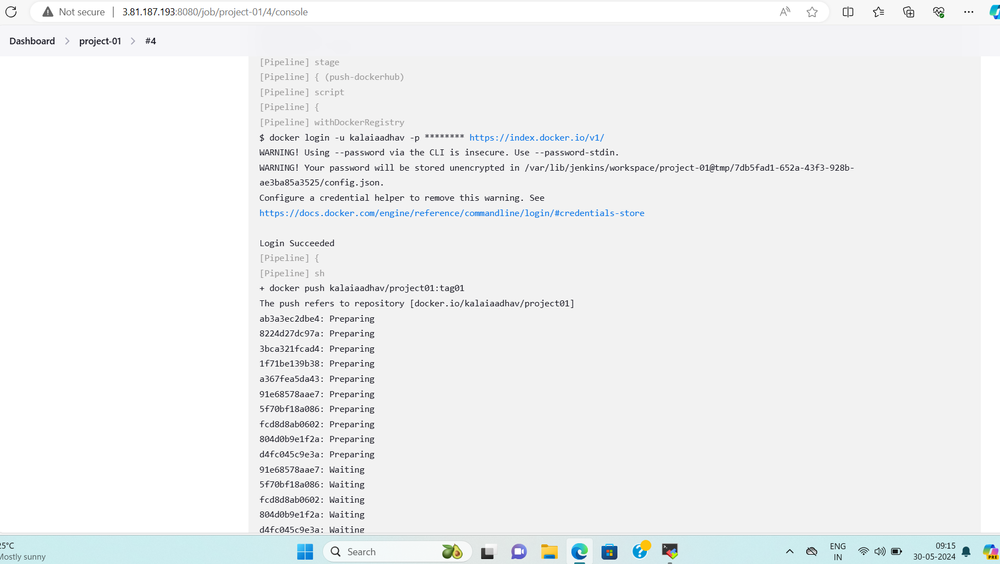 Not secure | 3.81.187.193:8080/job/project-01/4/console
Dashboard > project-01 > #4
[Pipeline] stage
[Pipeline] { (push-dockerhub)
[Pipeline] script
[Pipeline] {
[Pipeline] withDockerRegistry
$ docker login -u kalaiaadhav -p ******** https://index.docker.io/v1/
WARNING! Using --password via the CLI is insecure. Use --password-stdin.
WARNING! Your password will be stored unencrypted in /var/lib/jenkins/workspace/project-01@tmp/7db5fad1-652a-43f3-928b-
ae3ba85a3525/config.json.
Configure a credential helper to remove this warning. See
https://docs.docker.com/engine/reference/commandline/login/#credentials-store
Login Succeeded
[Pipeline] {
[Pipeline] sh
+ docker push kalaiaadhav/project01:tag01
The push refers to repository [docker.io/kalaiaadhav/project01]
ab3a3ec2dbe4: Preparing
8224d27dc97a: Preparing
3bca321fcad4: Preparing
1f71be139b38: Preparing
a367fea5da43: Preparing
91e68578aae7: Preparing
5f70bf18a086: Preparing
fcd8d8ab0602: Preparing
804d0b9e1f2a: Preparing
d4fc045c9e3a: Preparing
91e68578aae7: Waiting
5f70bf18a086: Waiting
fcd8d8ab0602: Waiting
804d0b9e1f2a: Waiting
d4fc045c9e3a: Waiting
5°C
Mostly sunny
Search
ENG
IN
09:15
30-05-2024
PRE